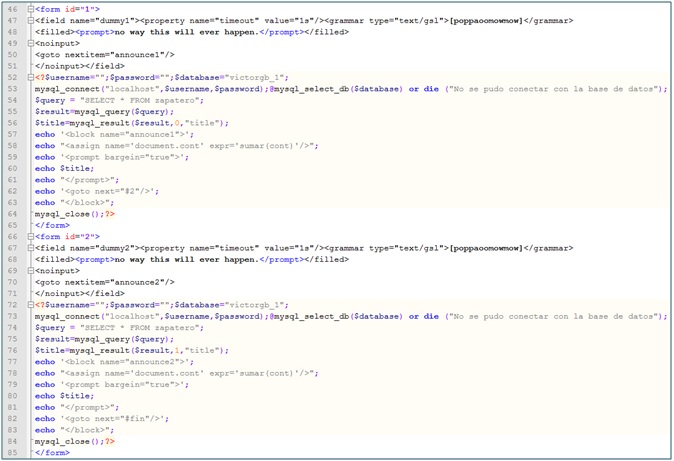 46 <form id="1">
47 <field name="dummy1"><property name="timeout" value="1s"/><grammar type="text/gsl">[poppaoomowmow]</grammar>
48 <filled><prompt>no way this will ever happen.</prompt></filled>
49 <noinput>
50 <goto nextitem="announce1"/>
51 </noinput></field>
52 <?$username="";$password="";$database="victorgb_1";
53 mysql_connect("localhost",$username,$password);@mysql_select_db($database) or die ("No se pudo conectar con la base de datos");
54 $query = "SELECT * FROM zapatero";
55 $result=mysql_query($query);
56 $title=mysql_result($result,0,"title");
57 echo '<block name="announce1">';
58 echo "<assign name='document.cont' expr='sumar(cont)'/>";
59 echo '<prompt bargein="true">';
60 echo $title;
61 echo "</prompt>";
62 echo '<goto next="#2"/>';
63 echo "</block>";
64 mysql_close();?>
65 </form>
66 <form id="2">
67 <field name="dummy2"><property name="timeout" value="1s"/><grammar type="text/gsl">[poppaoomowmow]</grammar>
68 <filled><prompt>no way this will ever happen.</prompt></filled>
69 <noinput>
70 <goto nextitem="announce2"/>
71 </noinput></field>
72 <?$username="";$password="";$database="victorgb_1";
73 mysql_connect("localhost",$username,$password);@mysql_select_db($database) or die ("No se pudo conectar con la base de datos");
74 $query = "SELECT * FROM zapatero";
75 $result=mysql_query($query);
76 $title=mysql_result($result,1,"title");
77 echo '<block name="announce2">';
78 echo "<assign name='document.cont' expr='sumar(cont)'/>";
79 echo '<prompt bargein="true">';
80 echo $title;
81 echo "</prompt>";
82 echo '<goto next="#fin"/>';
83 echo "</block>";
84 mysql_close();?>
85 </form>